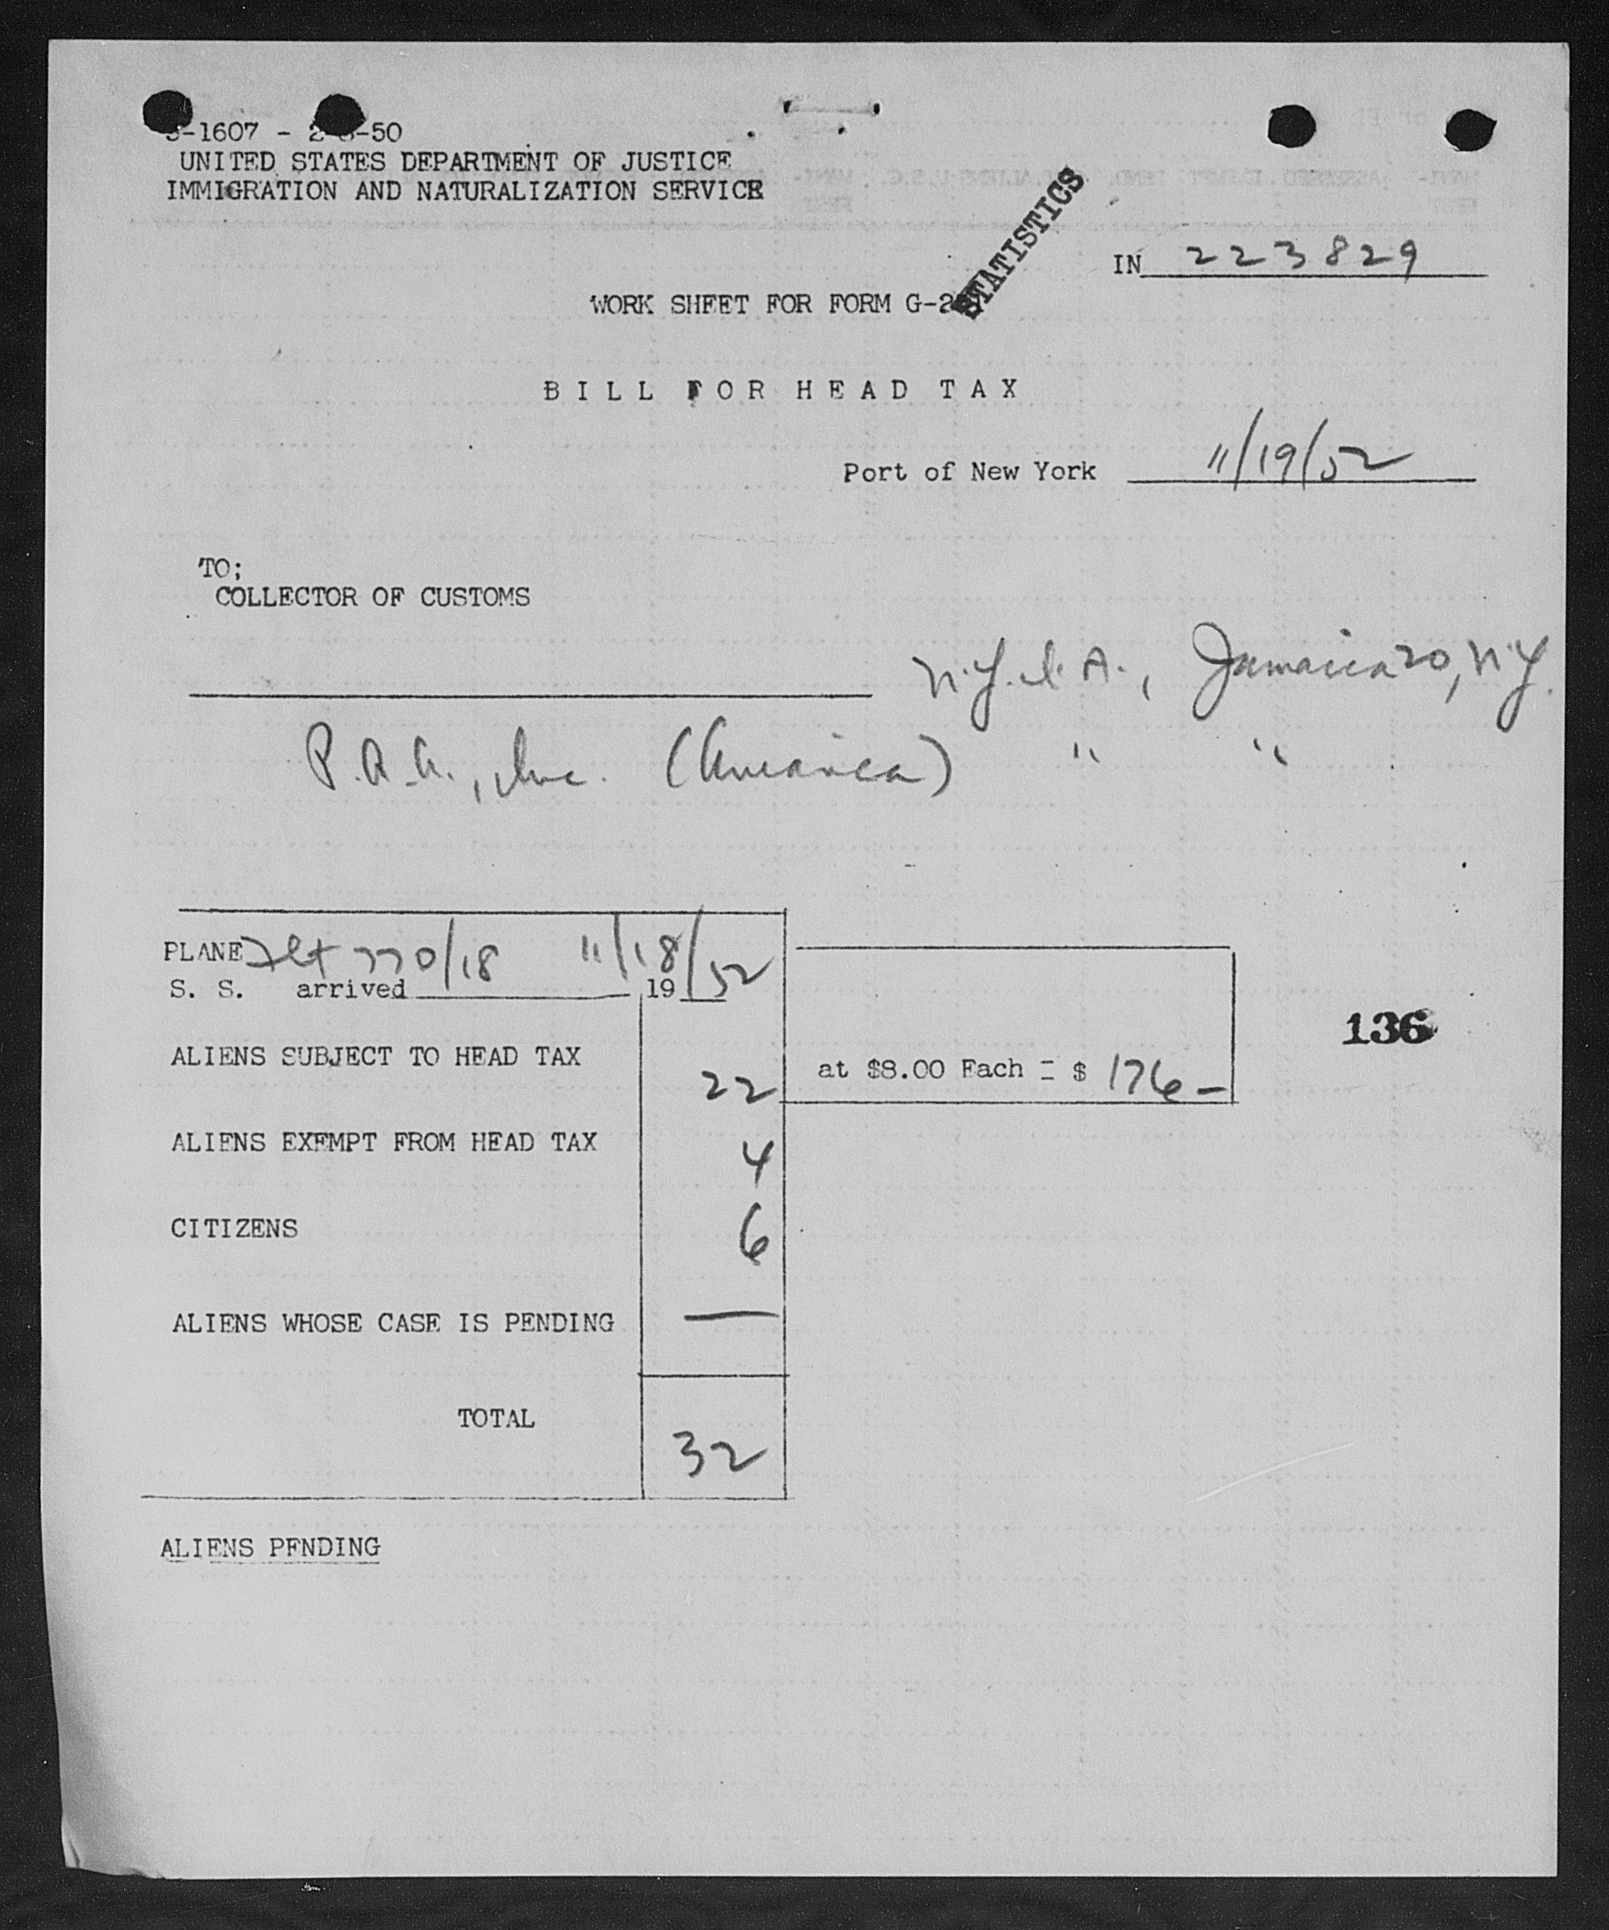 -1607 - 2- -50
UNITED STATES DEPARTMENT OF JUSTICE
IMMIGRATION AND NATURALIZATION SERVICE
STATISTICS
IN 223829
WORK SHEET FOR FORM G-2
BILL FOR HEAD TAX
Port of New York 11/19/52
TO;
COLLECTOR OF CUSTOMS
N.Y.I.A., Jamaica 20, N.Y.
P.A.A., Inc. (America) " "
PLANE Flt 770/18 11/18/52
S. S. arrived 19
136
ALIENS SUBJECT TO HEAD TAX 22 at $8.00 Each = $ 176-
ALIENS EXEMPT FROM HEAD TAX 4
CITIZENS 6
ALIENS WHOSE CASE IS PENDING —
TOTAL 32
ALIENS PENDING